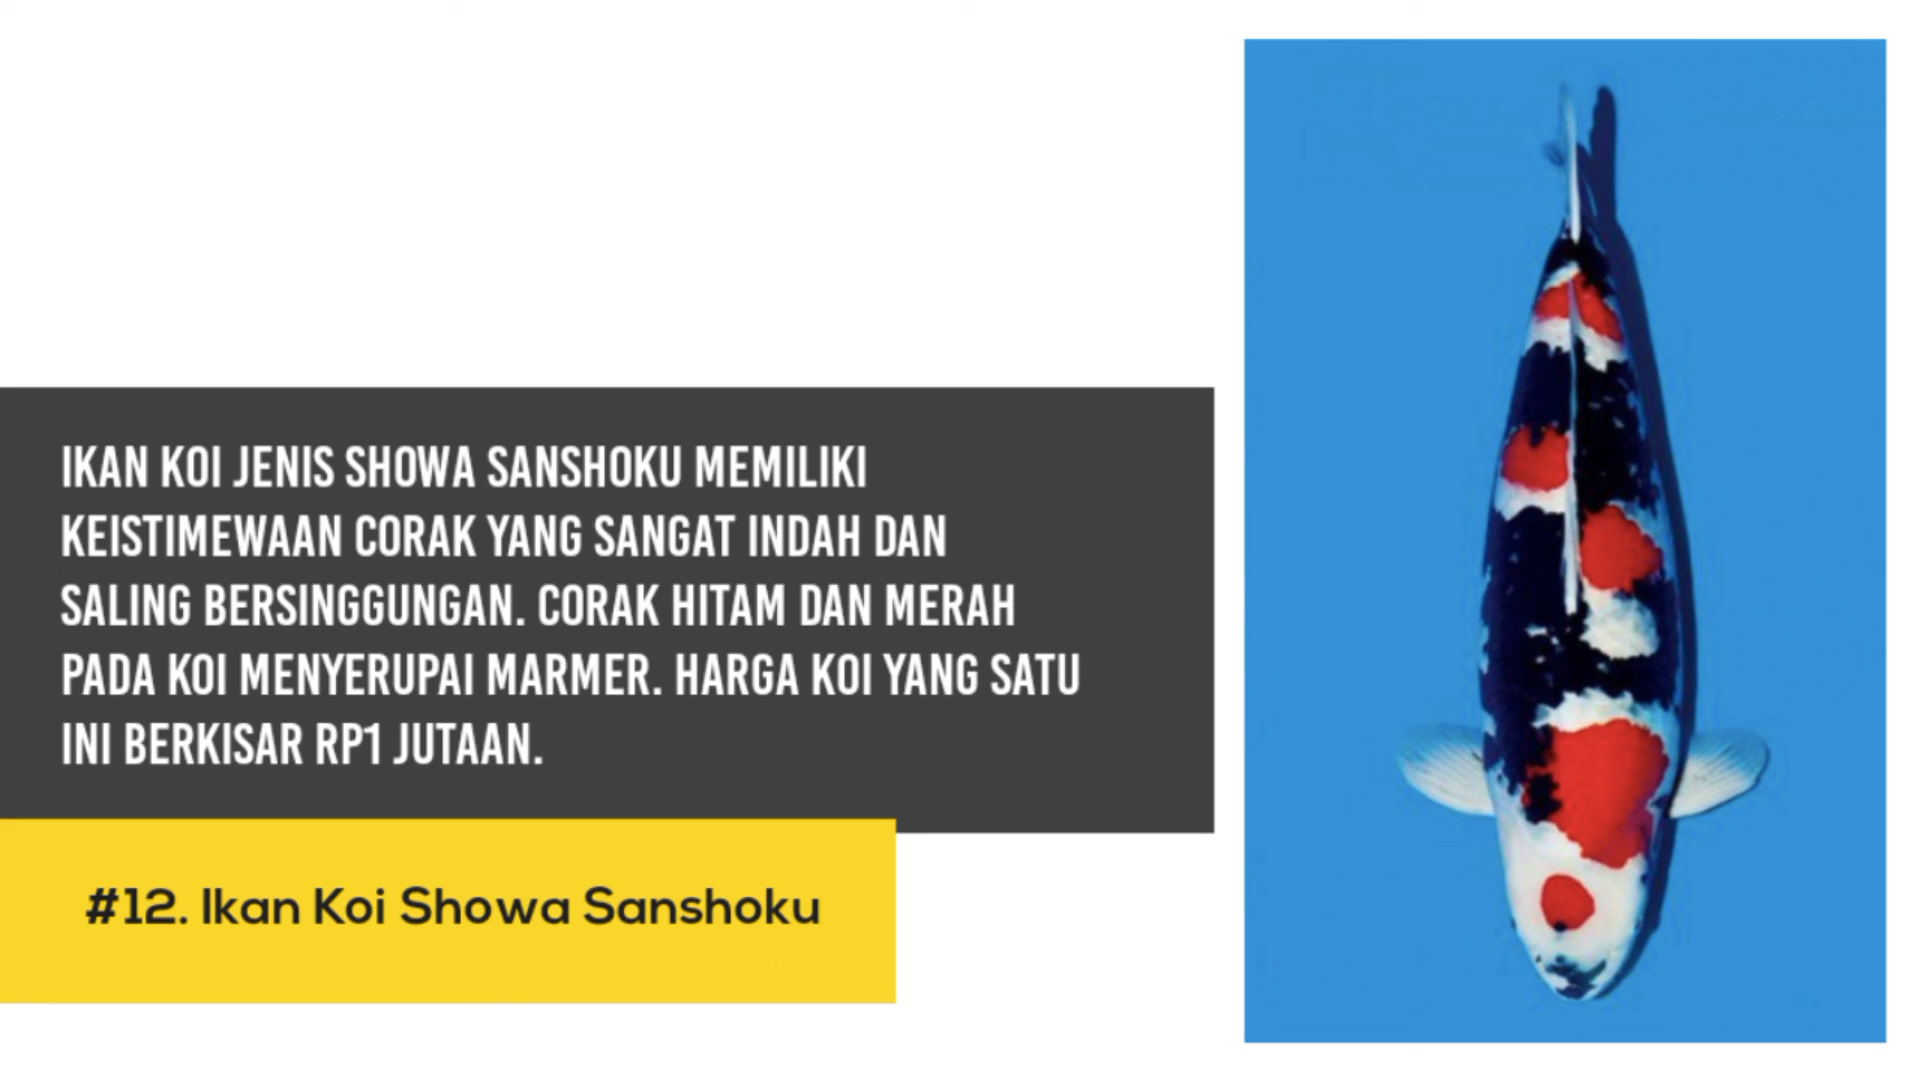 IKAN KOI JENIS SHOWA SANSHOKU MEMILIKI
KEISTIMEWAAN CORAK YANG SANGAT INDAH DAN
SALING BERSINGGUNGAN. CORAK HITAM DAN MERAH
PADA KOI MENYERUPAI MARMER. HARGA KOI YANG SATU
INI BERKISAR RP1 JUTAAN.
#12. Ikan Koi Showa Sanshoku